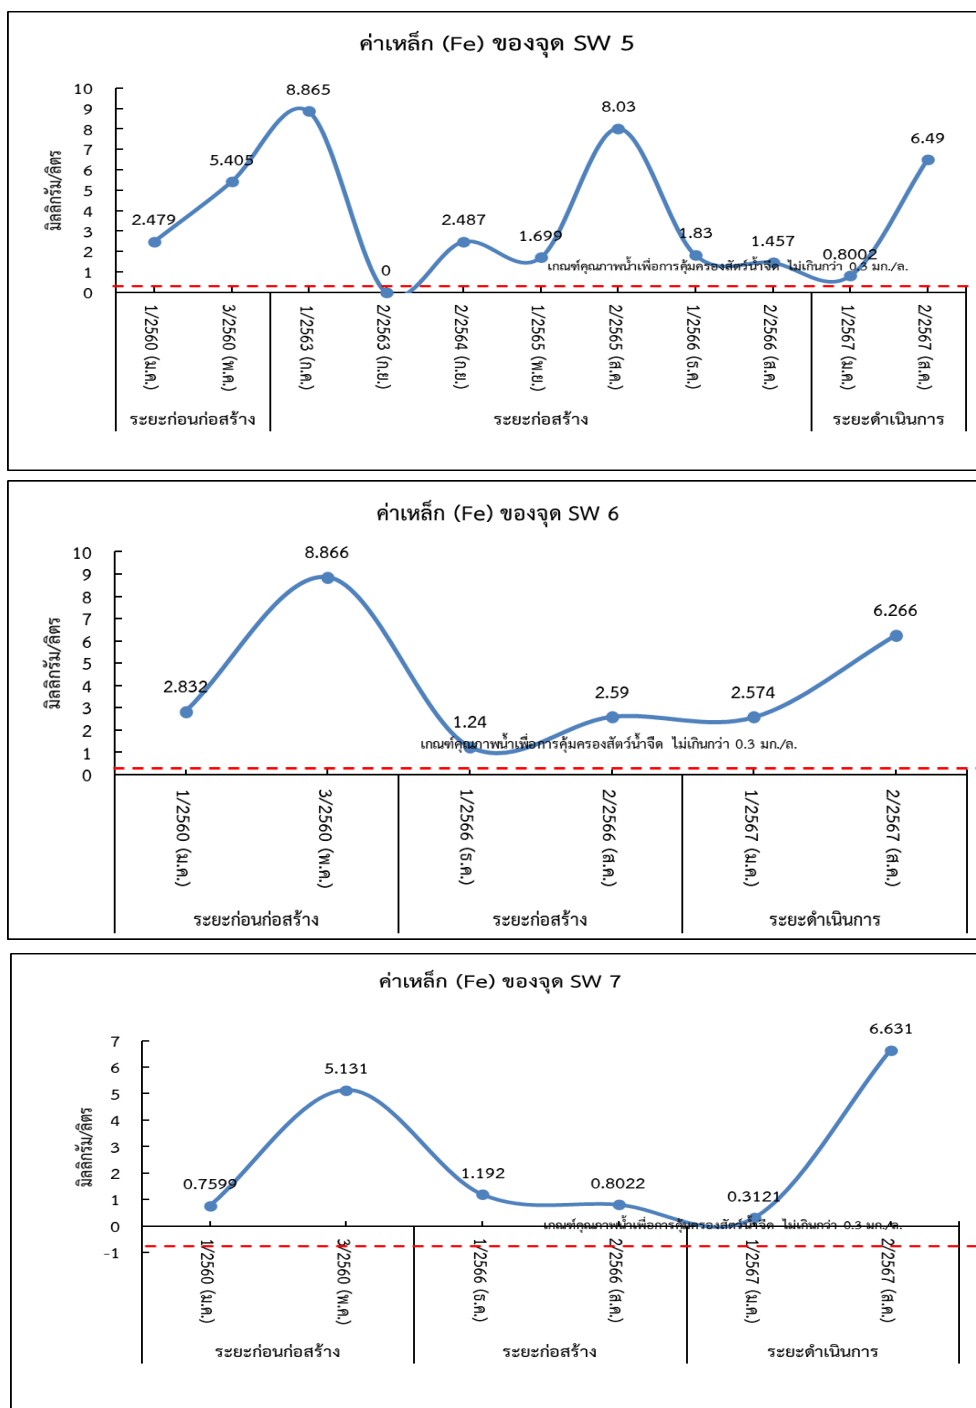 ค่าเหล็ก (Fe) ของจุด SW 5
มิลลิกรัม/ลิตร
10
9
8
7
6
5
4
3
2
1
0
2.479
5.405
8.865
0
2.487
1.699
8.03
1.83
1.457
0.8002
6.49
เกณฑ์คุณภาพน้ำเพื่อการคุ้มครองสัตว์น้ำจืด ไม่เกินกว่า 0.3 มก./ล.
1/2560 (ม.ค.)
3/2560 (พ.ค.)
1/2563 (ก.ค.)
2/2563 (ก.ย.)
2/2564 (ก.ย.)
1/2565 (พ.ย.)
2/2565 (ส.ค.)
1/2566 (ธ.ค.)
2/2566 (ส.ค.)
1/2567 (ม.ค.)
2/2567 (ส.ค.)
ระยะก่อนก่อสร้าง
ระยะก่อสร้าง
ระยะดำเนินการ
ค่าเหล็ก (Fe) ของจุด SW 6
มิลลิกรัม/ลิตร
10
9
8
7
6
5
4
3
2
1
0
2.832
8.866
1.24
2.59
2.574
6.266
เกณฑ์คุณภาพน้ำเพื่อการคุ้มครองสัตว์น้ำจืด ไม่เกินกว่า 0.3 มก./ล.
1/2560 (ม.ค.)
3/2560 (พ.ค.)
1/2566 (ธ.ค.)
2/2566 (ส.ค.)
1/2567 (ม.ค.)
2/2567 (ส.ค.)
ระยะก่อนก่อสร้าง
ระยะก่อสร้าง
ระยะดำเนินการ
ค่าเหล็ก (Fe) ของจุด SW 7
มิลลิกรัม/ลิตร
7
6
5
4
3
2
1
0
-1
0.7599
5.131
1.192
0.8022
0.3121
6.631
เกณฑ์คุณภาพน้ำเพื่อการคุ้มครองสัตว์น้ำจืด ไม่เกินกว่า 0.3 มก./ล.
1/2560 (ม.ค.)
3/2560 (พ.ค.)
1/2566 (ธ.ค.)
2/2566 (ส.ค.)
1/2567 (ม.ค.)
2/2567 (ส.ค.)
ระยะก่อนก่อสร้าง
ระยะก่อสร้าง
ระยะดำเนินการ